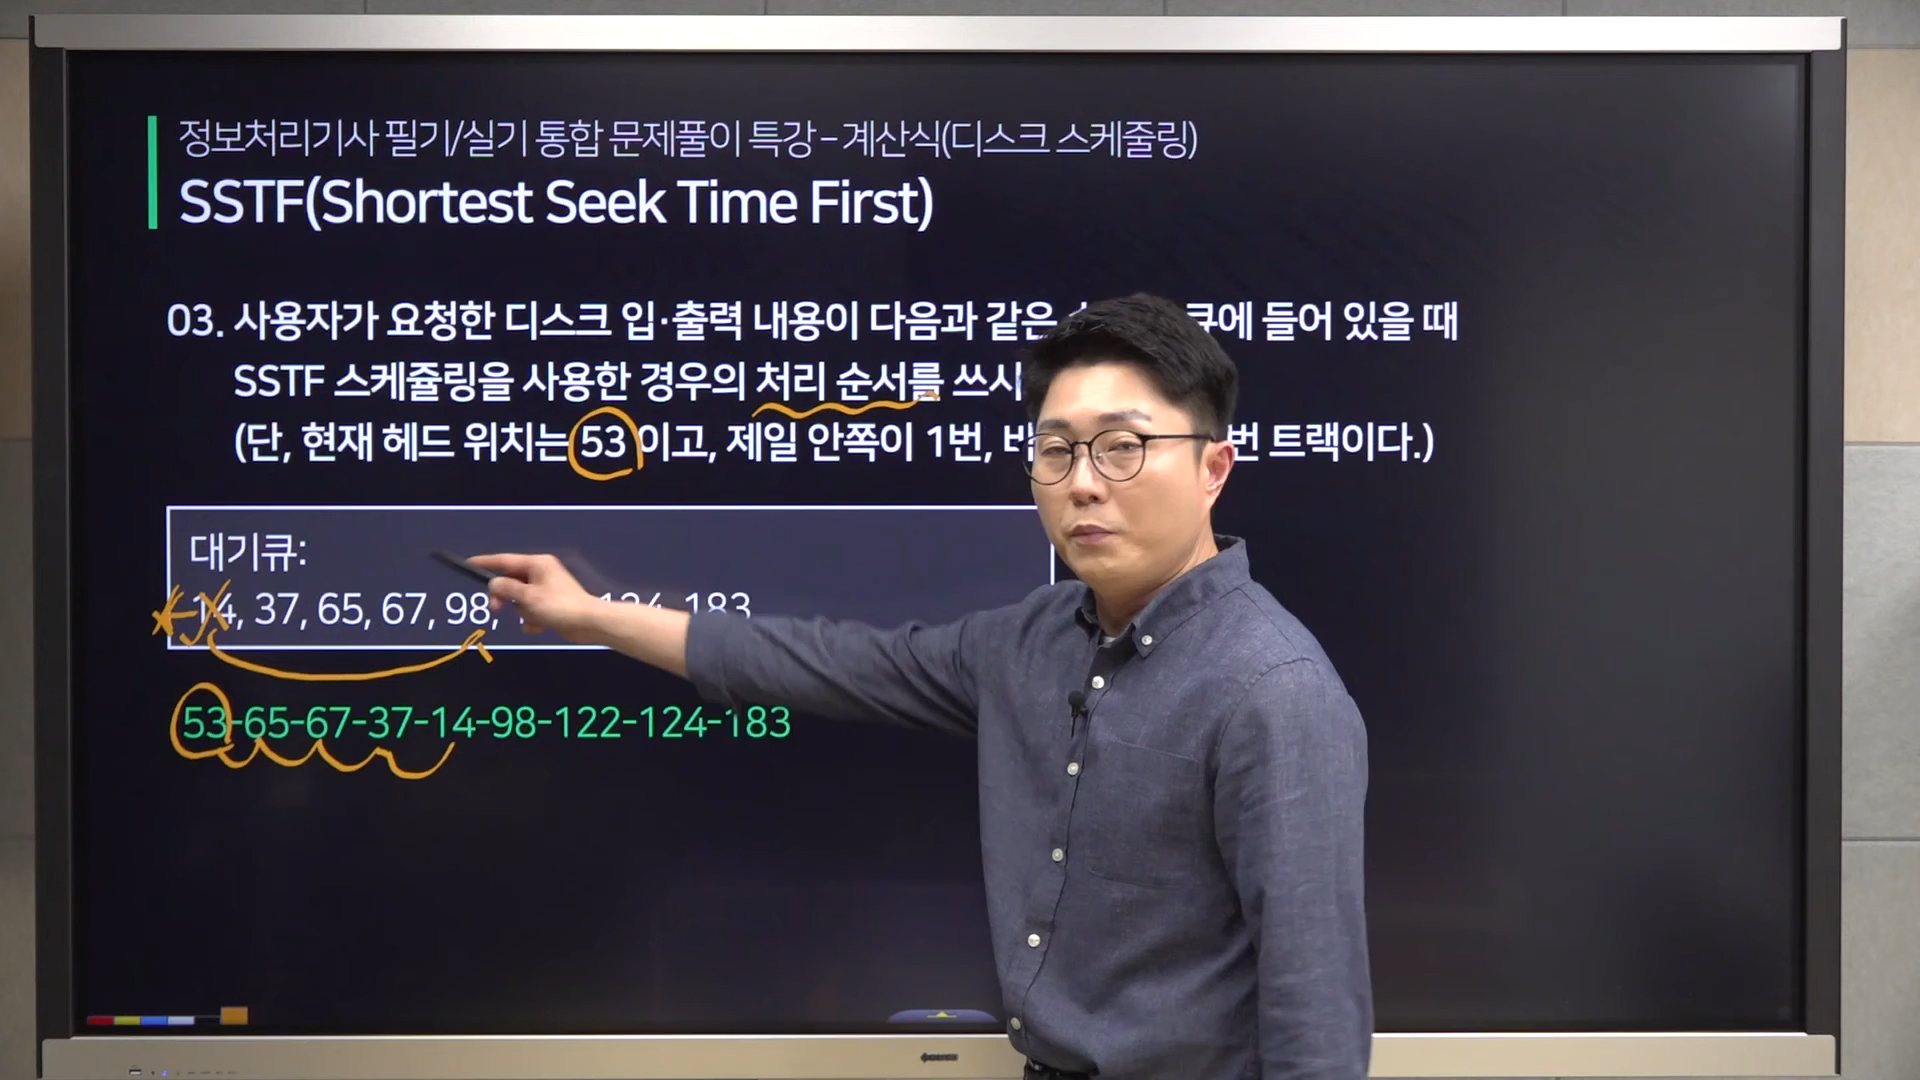 정보처리기사 필기/실기 통합 문제풀이 특강 – 계산식(디스크 스케줄링)
SSTF(Shortest Seek Time First)
03. 사용자가 요청한 디스크 입·출력 내용이 다음과 같은 큐에 들어 있을 때
SSTF 스케쥴링을 사용한 경우의 처리 순서를 쓰시
(단, 현재 헤드 위치는 53 이고, 제일 안쪽이 1번, 번 트랙이다.)
대기큐:
14, 37, 65, 67, 98, 124, 183
53-65-67-37-14-98-122-124-183